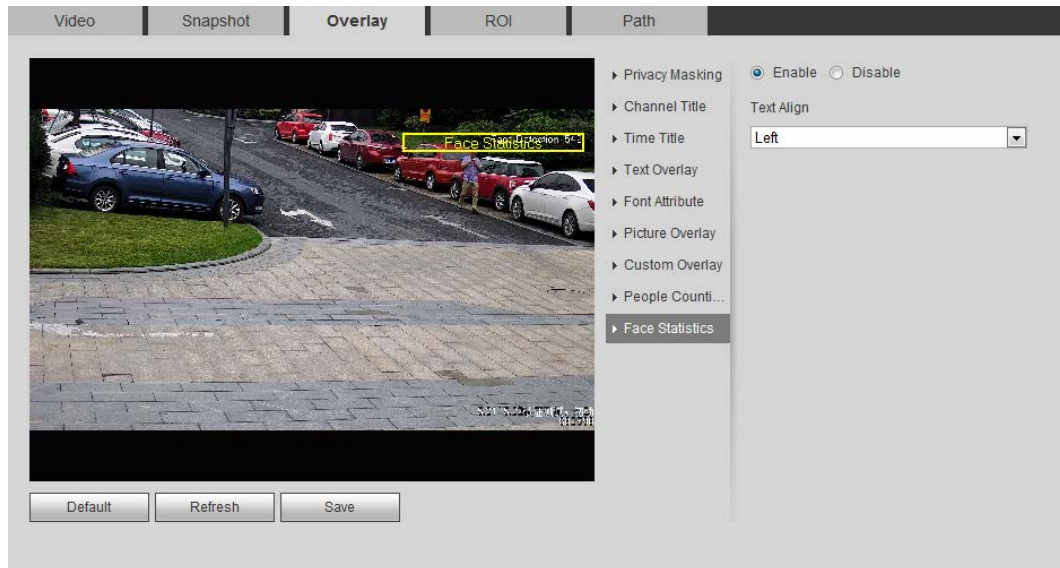 Video
Snapshot
Overlay
ROI
Path
Privacy Masking
Channel Title
Time Title
Text Overlay
Font Attribute
Picture Overlay
Custom Overlay
People Counti...
Face Statistics
Enable
Disable
Text Align
Left
Face Statistics
Default
Refresh
Save